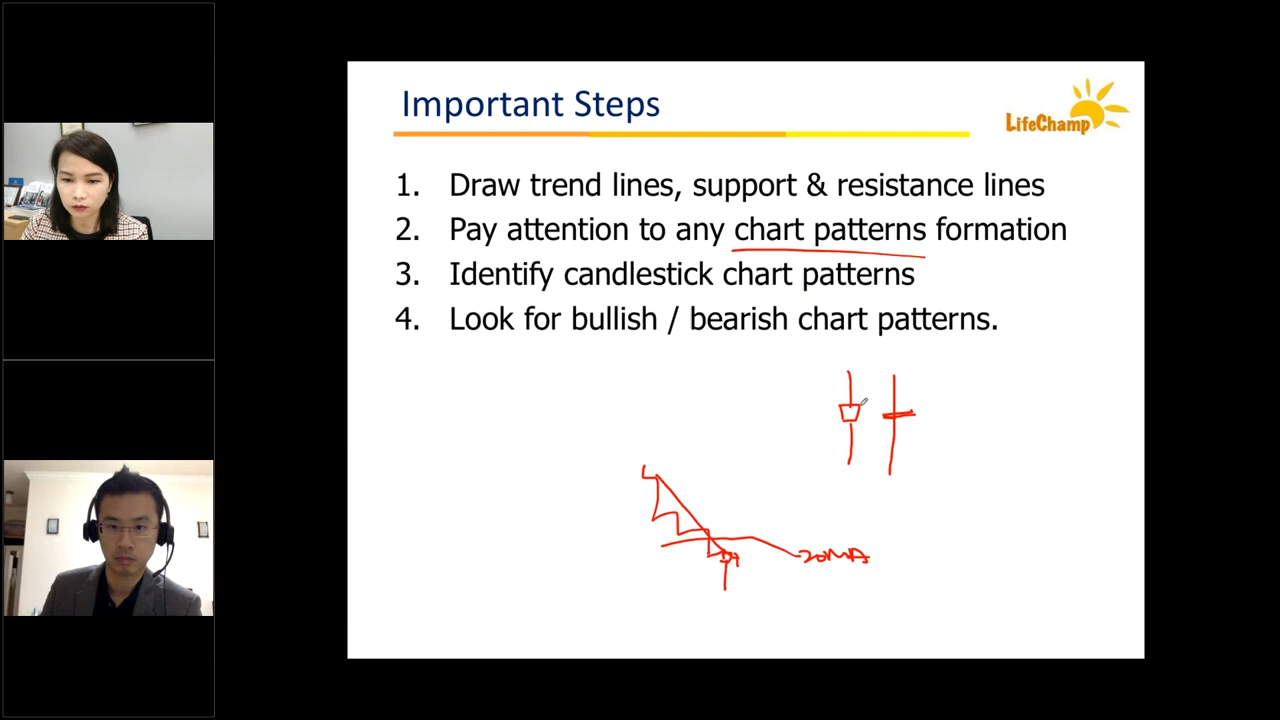 Important Steps
LifeChamp
1. Draw trend lines, support & resistance lines
2. Pay attention to any chart patterns formation
3. Identify candlestick chart patterns
4. Look for bullish / bearish chart patterns.
20MA